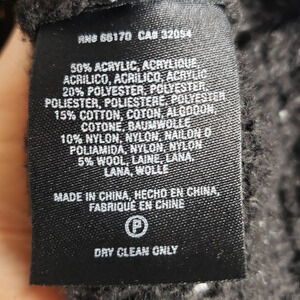 RN# 66170 CA# 32054
50% ACRYLIC, ACRYLIQUE,
ACRILICO, ACRILICO, ACRYLIC
20% POLYESTER, POLYESTER,
POLIESTER, POLIESTERE, POLYESTER
15% COTTON, COTON, ALGODON,
COTONE, BAUMWOLLE
10% NYLON, NYLON, NAILON O
POLIAMIDA, NYLON, NYLON
5% WOOL, LAINE, LANA,
LANA, WOLLE
MADE IN CHINA, HECHO EN CHINA,
FABRIQUÉ EN CHINE
P
DRY CLEAN ONLY